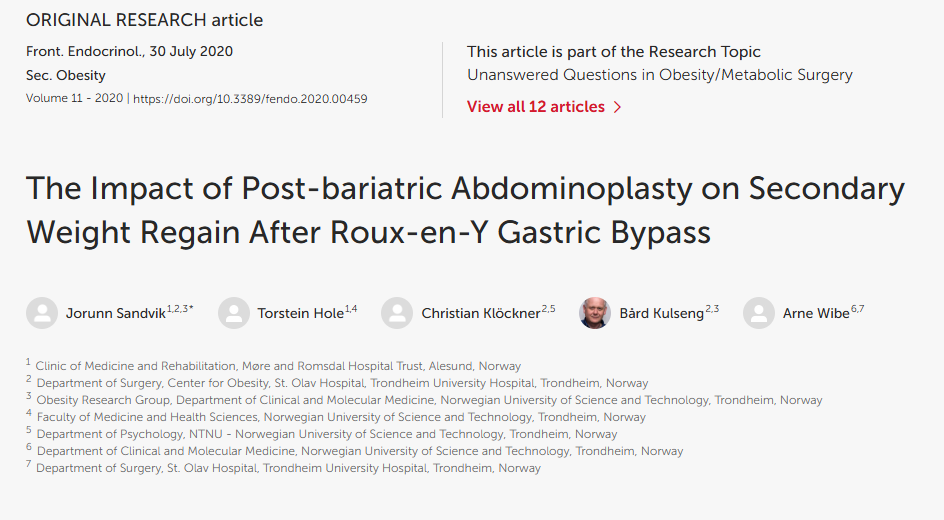 ORIGINAL RESEARCH article
Front. Endocrinol., 30 July 2020
Sec. Obesity
Volume 11 - 2020 | https://doi.org/10.3389/fendo.2020.00459
This article is part of the Research Topic
Unanswered Questions in Obesity/Metabolic Surgery
View all 12 articles >
The Impact of Post-bariatric Abdominoplasty on Secondary
Weight Regain After Roux-en-Y Gastric Bypass
Jorunn Sandvik1,2,3* Torstein Hole1,4 Christian Klöckner2,5 Bård Kulseng2,3 Arne Wibe6,7
1 Clinic of Medicine and Rehabilitation, Møre and Romsdal Hospital Trust, Alesund, Norway
2 Department of Surgery, Center for Obesity, St. Olav Hospital, Trondheim University Hospital, Trondheim, Norway
3 Obesity Research Group, Department of Clinical and Molecular Medicine, Norwegian University of Science and Technology, Trondheim, Norway
4 Faculty of Medicine and Health Sciences, Norwegian University of Science and Technology, Trondheim, Norway
5 Department of Psychology, NTNU - Norwegian University of Science and Technology, Trondheim, Norway
6 Department of Clinical and Molecular Medicine, Norwegian University of Science and Technology, Trondheim, Norway
7 Department of Surgery, St. Olav Hospital, Trondheim University Hospital, Trondheim, Norway